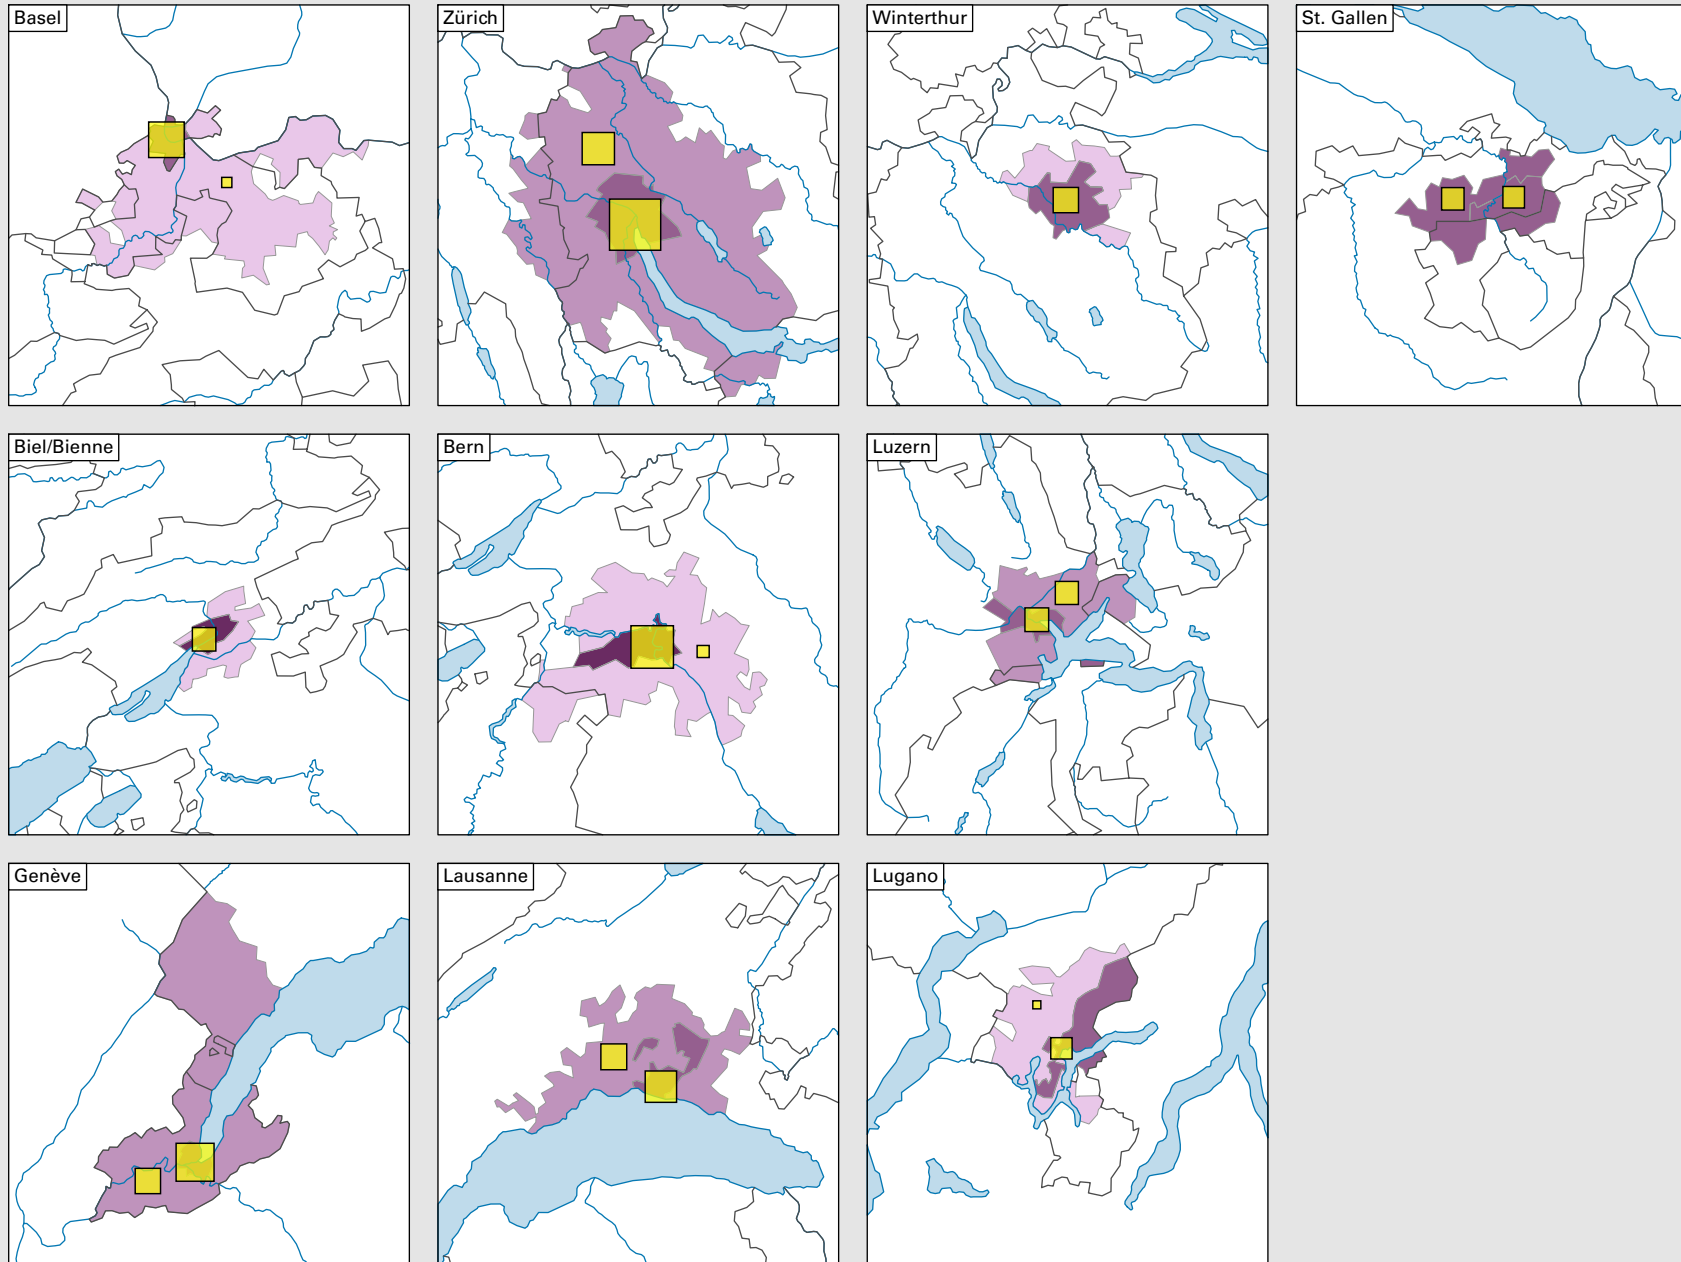 Basel
Zürich
Winterthur
St. Gallen
Biel/Bienne
Bern
Luzern
Genève
Lausanne
Lugano